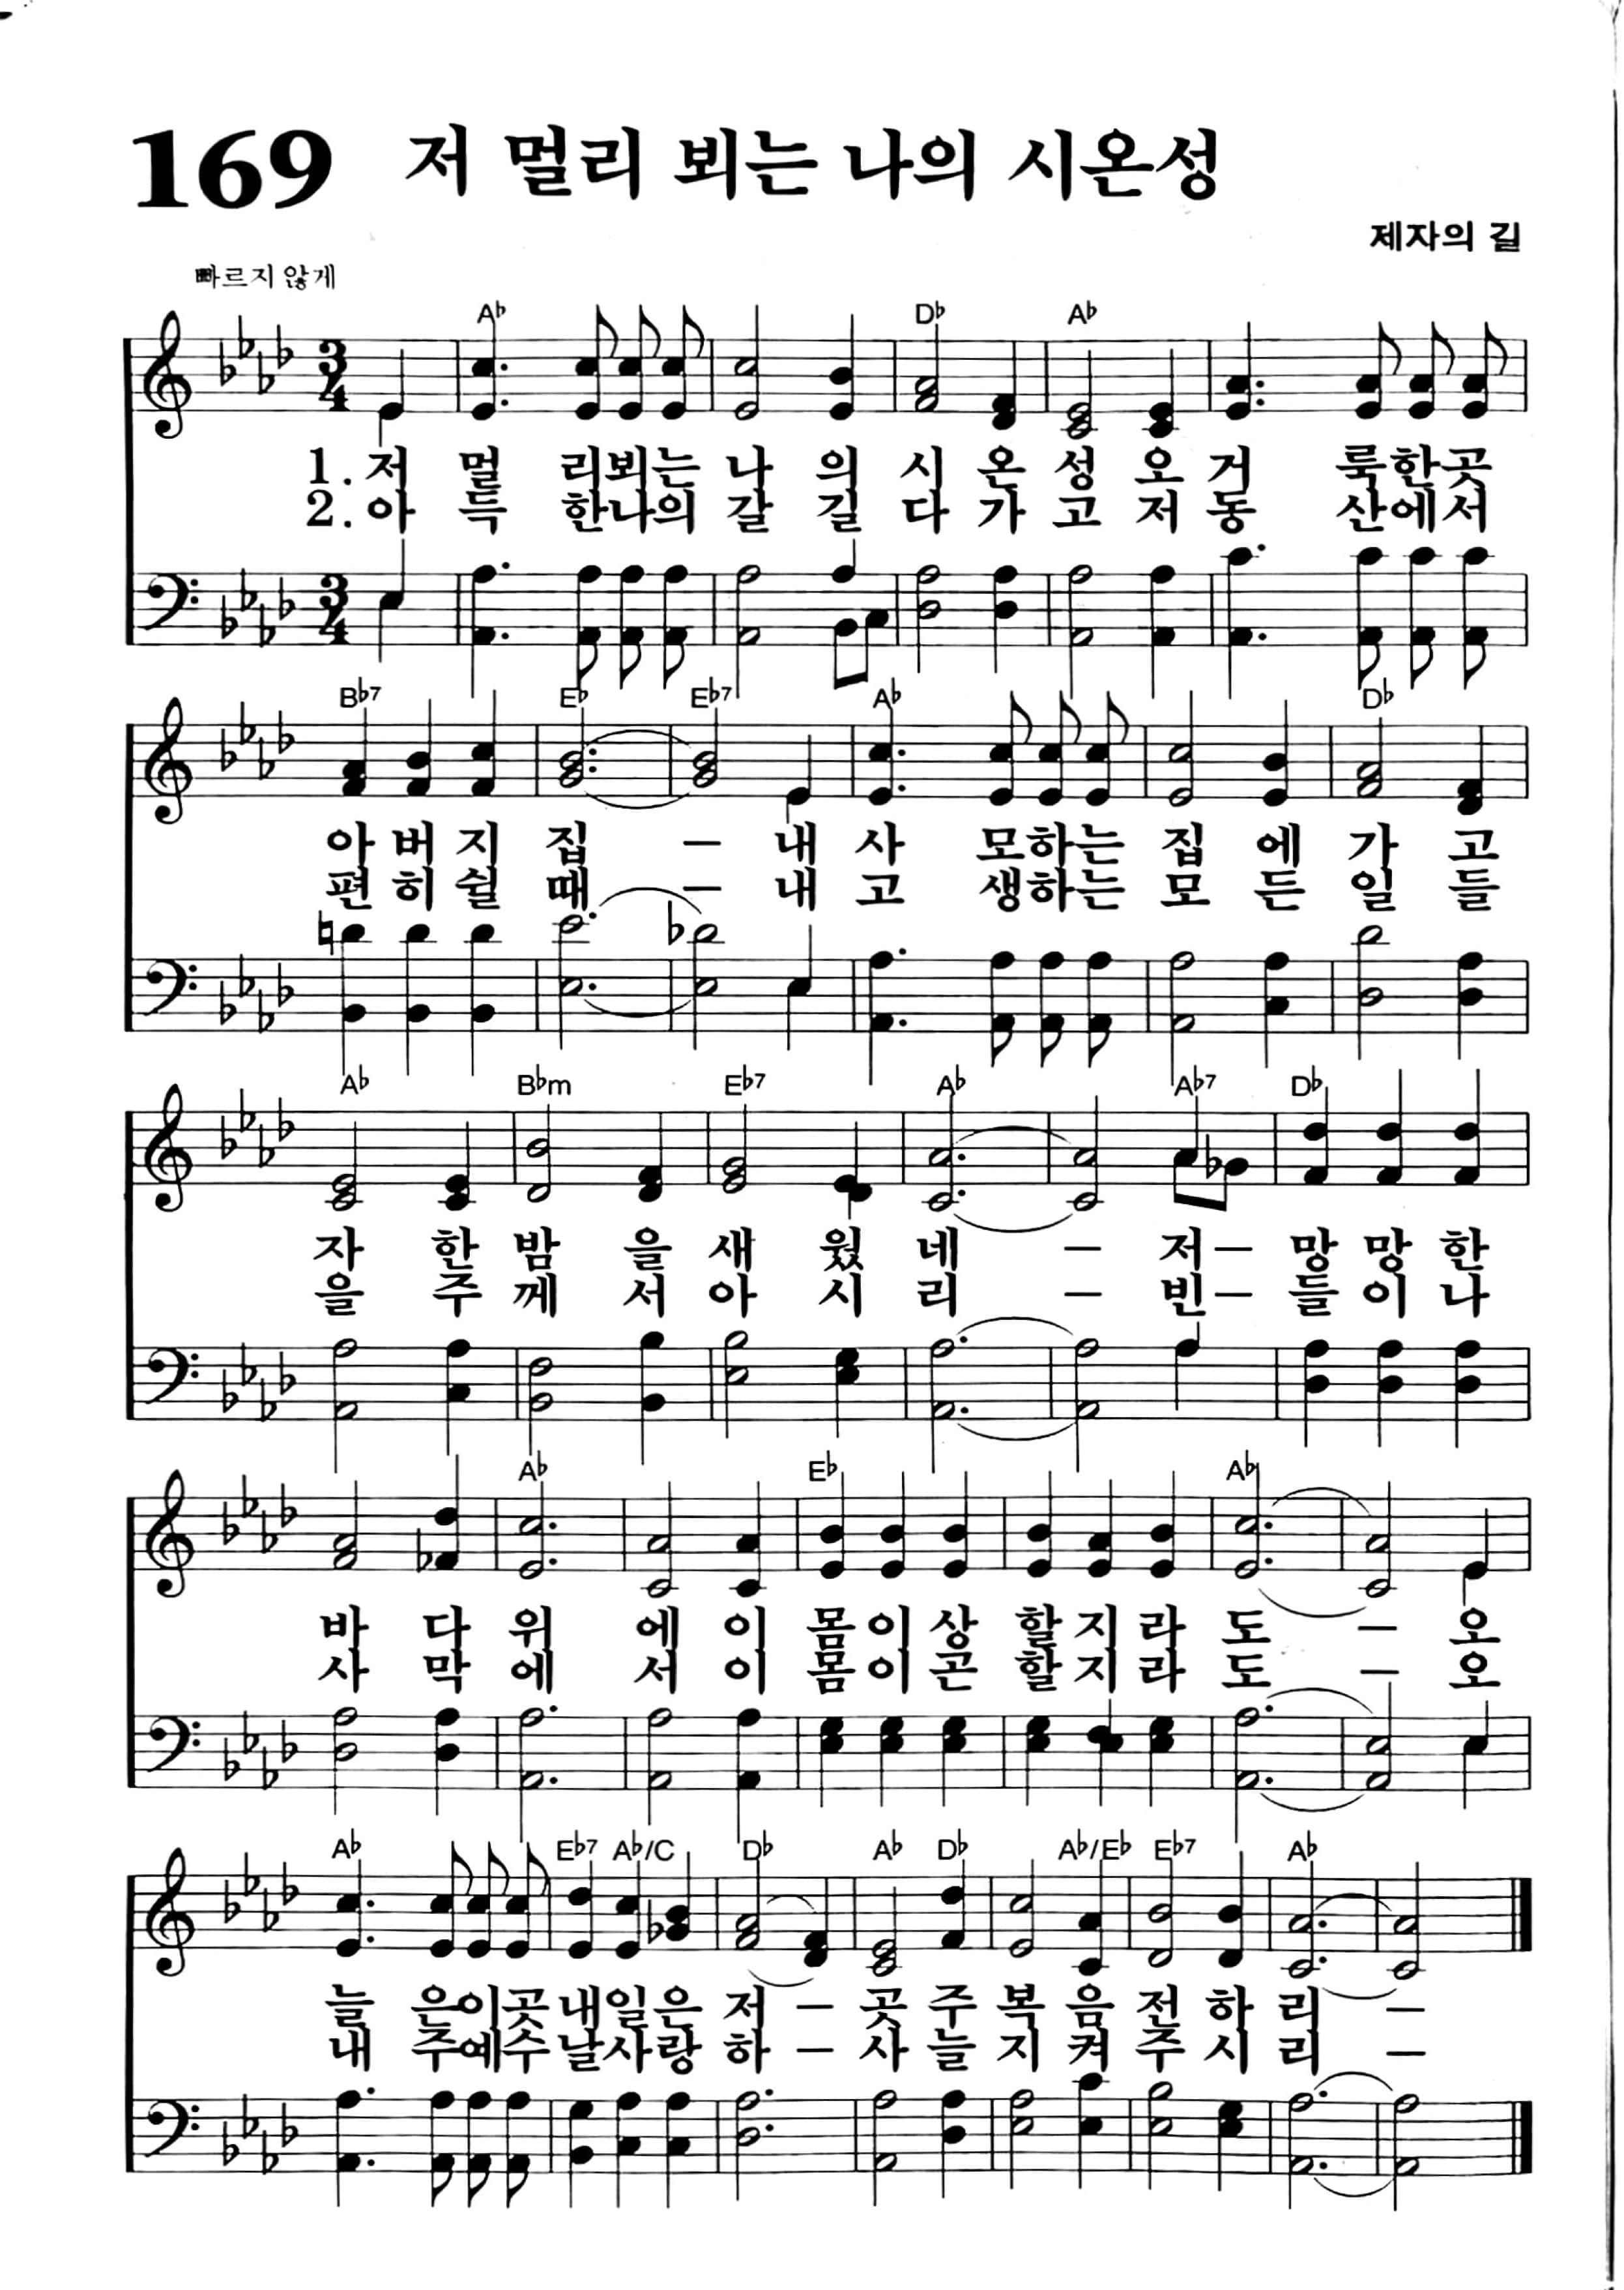 169 저 멀리 뵈는 나의 시온성
제자의 길
빠르지 않게
A♭ D♭ A♭
3 4
1. 저 멀 리뵈는 나 의 시 온 성 오 거 룩한곳
2. 아 득 한나의 갈 길 다 가 고 저 동 산에서
3 4
B♭7 E♭ E♭7 A♭ D♭
아 버 지 집 – 내 사 모하는 집 에 가 고
편 히 쉴 때 – 내 고 생하는 모 든 일 들
A♭ B♭m E♭7 A♭ A♭7 D♭
자 한 밤 을 새 웠 네 – 저– 망 망 한
을 주 께 서 아 시 리 – 빈– 들 이 나
A♭ E♭ A♭
바 다 위 에 이 몸 이 상 할 지 라 도 – 오
사 막 에 서 이 몸 이 곤 할 지 라 도 – 오
A♭ E♭7 A♭/C D♭ A♭ D♭ A♭/E♭ E♭7 A♭
늘 은이곳 내일은 저 – 곳 주 복 음 전 하 리 –
내 주예수 날사랑 하 – 사 늘 지 켜 주 시 리 –